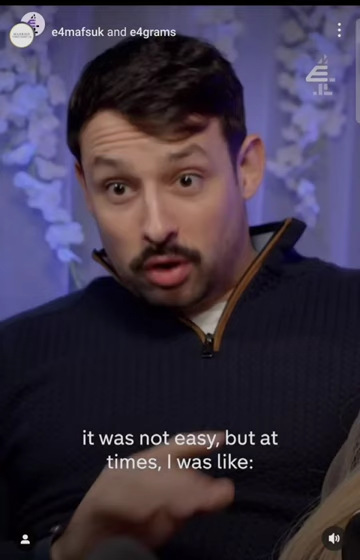 e4mafsuk and e4grams
it was not easy, but at
times, I was like: